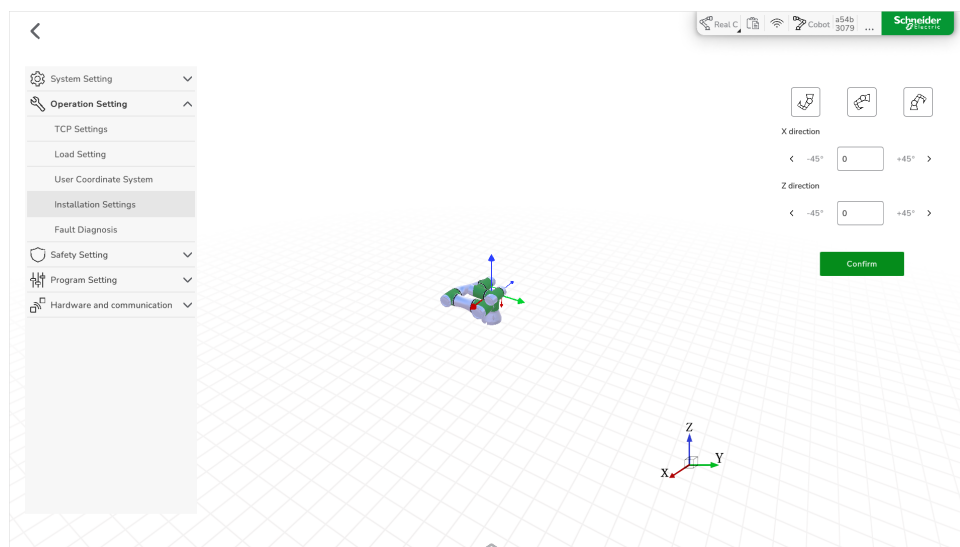 Real C
Cobot
a54b
3079
...
Schneider
Electric
System Setting
Operation Setting
TCP Settings
Load Setting
User Coordinate System
Installation Settings
Fault Diagnosis
Safety Setting
Program Setting
Hardware and communication
X direction
-45° 0 +45°
Z direction
-45° 0 +45°
Confirm
Z
Y
X